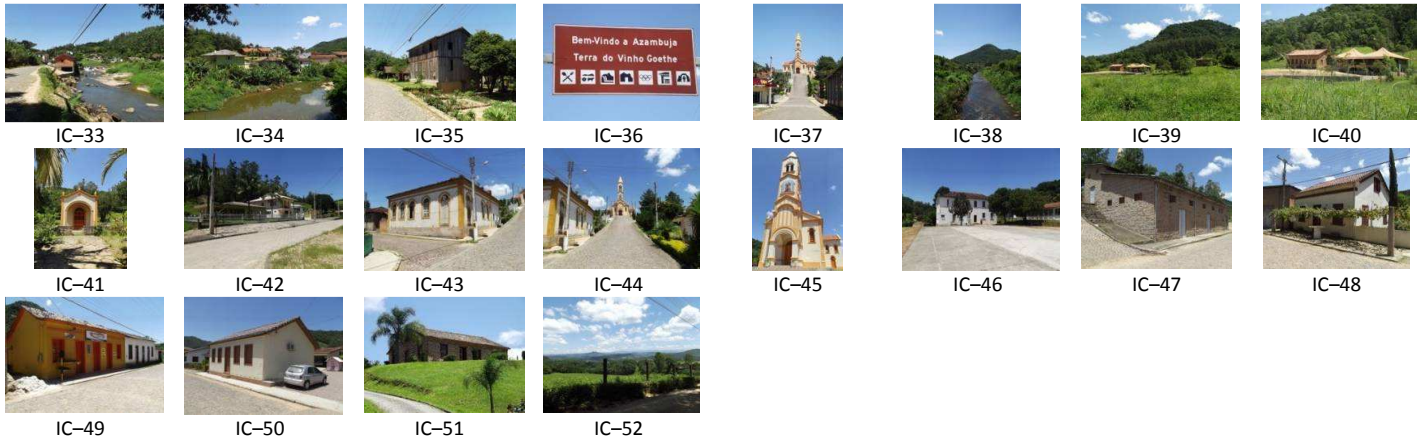 Bem-Vindo a Azambuja
Terra do Vinho Goethe
IC–33
IC–34
IC–35
IC–36
IC–37
IC–38
IC–39
IC–40
IC–41
IC–42
IC–43
IC–44
IC–45
IC–46
IC–47
IC–48
IC–49
IC–50
IC–51
IC–52